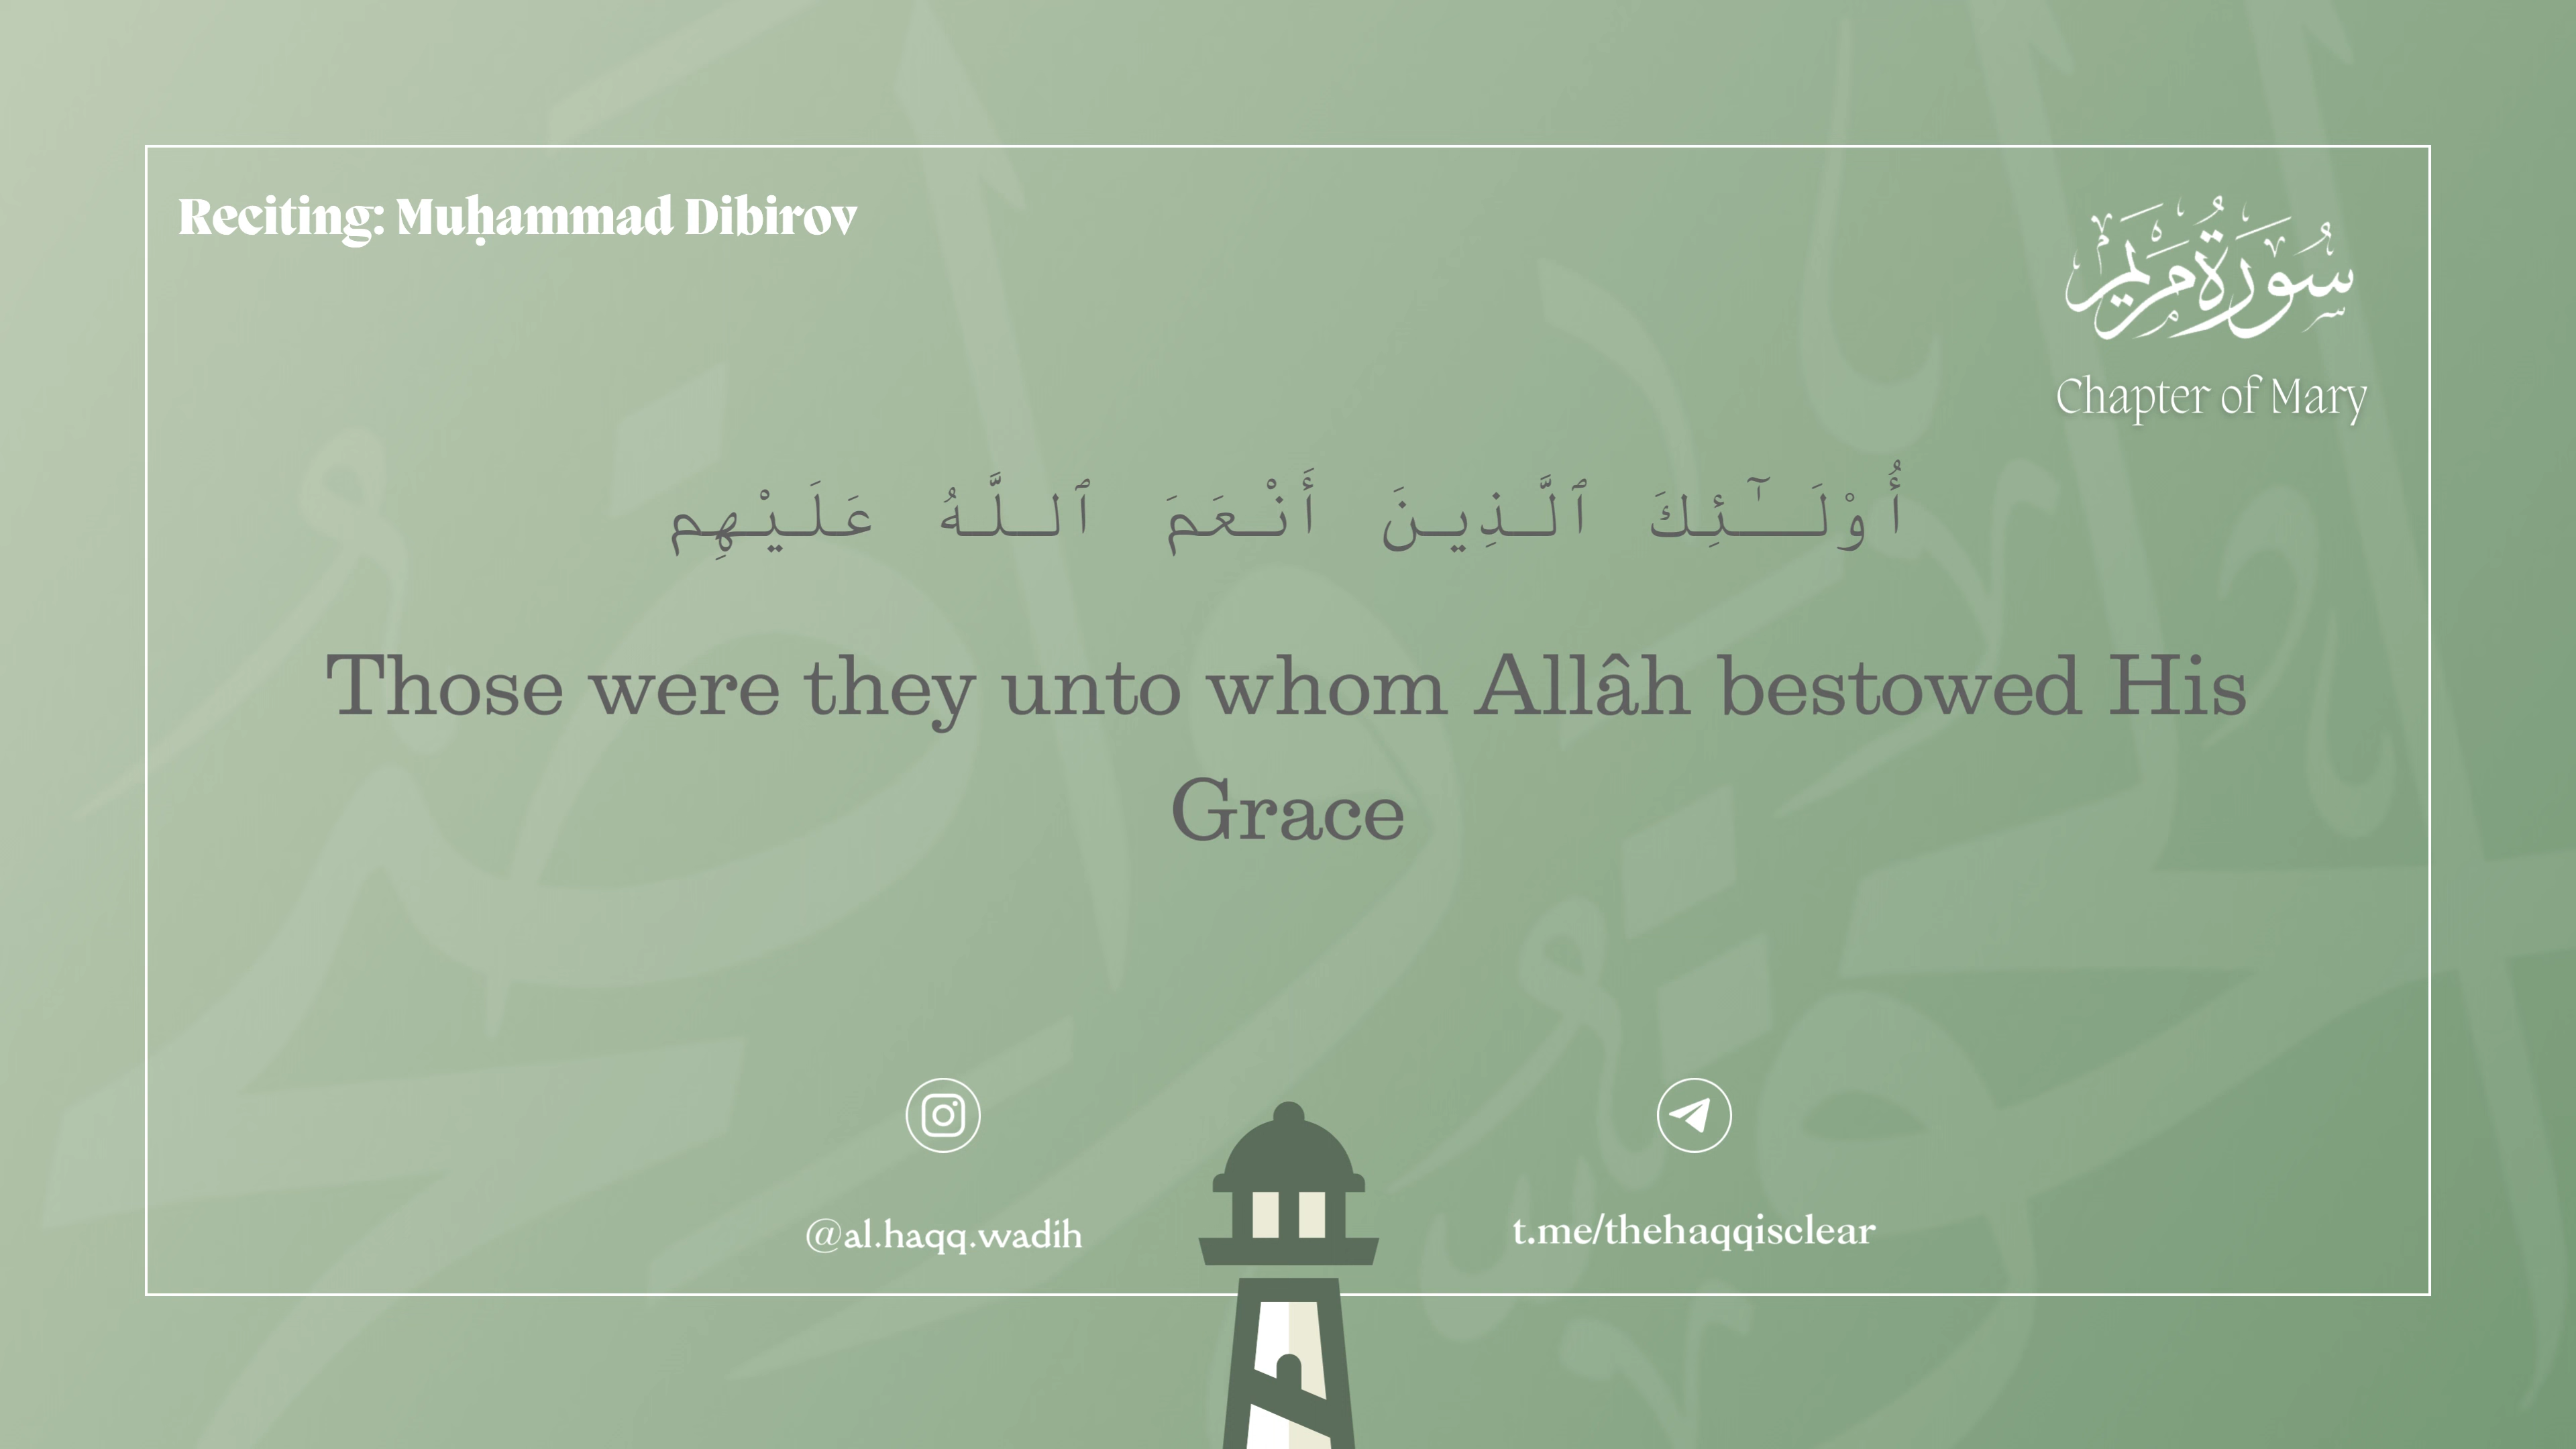 Reciting: Muḥammad Dibirov
سُورَةُ مَرْيَم
Chapter of Mary
أُوْلَـٰٓئِكَ ٱلَّذِينَ أَنْعَمَ ٱللَّهُ عَلَيْهِم
Those were they unto whom Allâh bestowed His
Grace
@al.haqq.wadih
t.me/thehaqqisclear